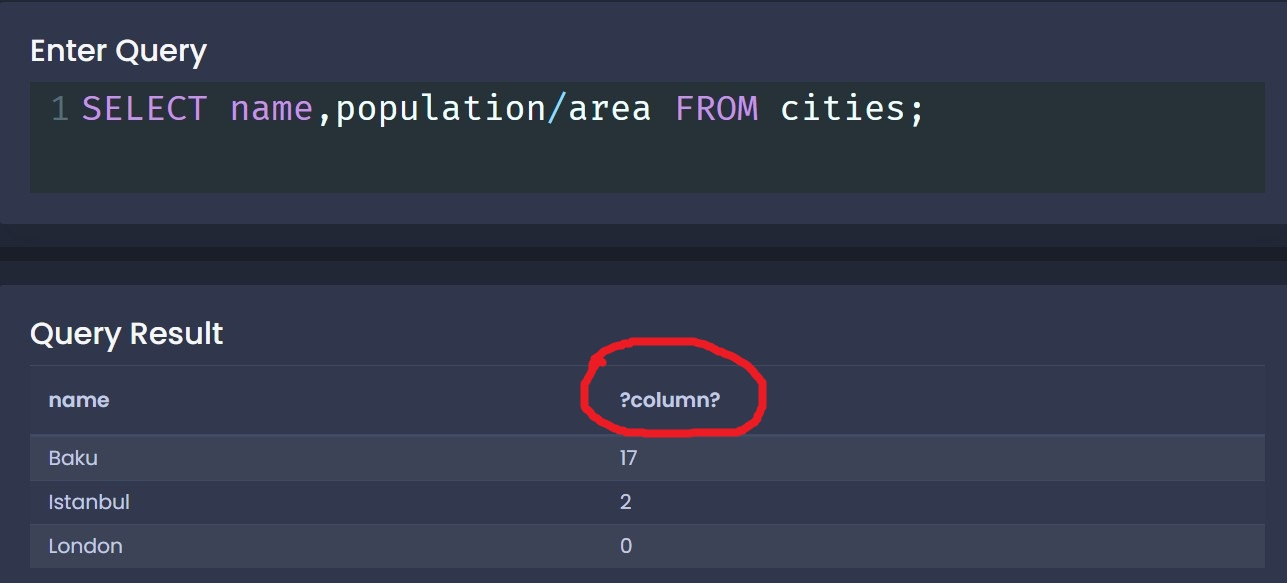 Enter Query
1 SELECT name,population/area FROM cities;
Query Result
name ?column?
Baku 17
Istanbul 2
London 0